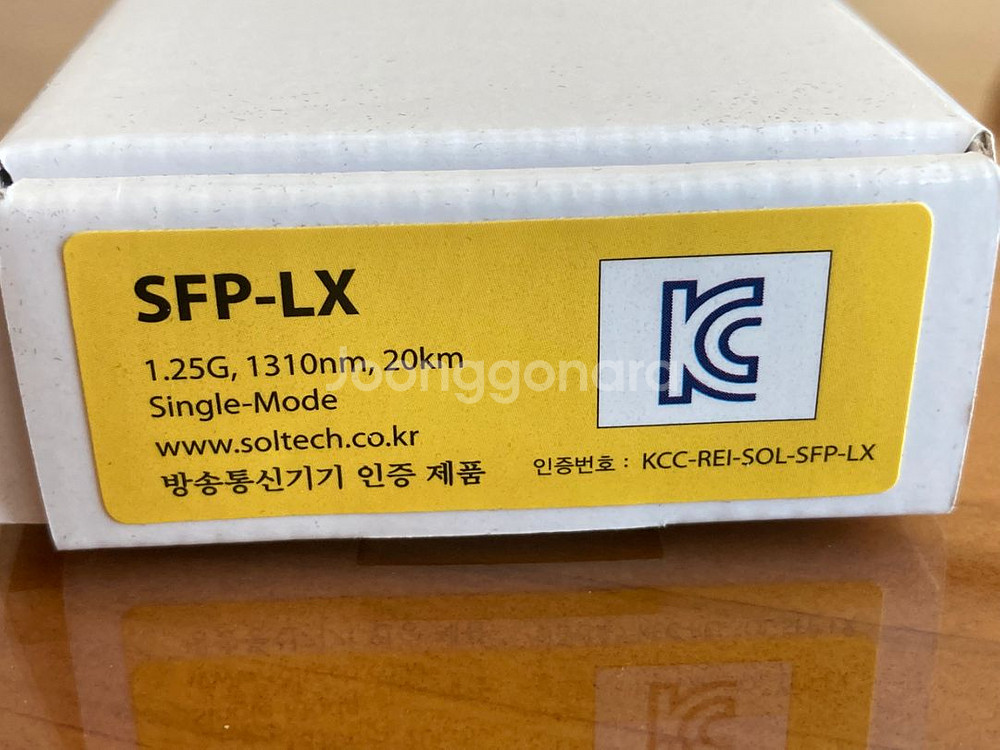 SFP-LX
1.25G, 1310nm, 20km
Single-Mode
www.soltech.co.kr
방송통신기기 인증 제품
KC
인증번호 : KCC-REI-SOL-SFP-LX
Joonggonara